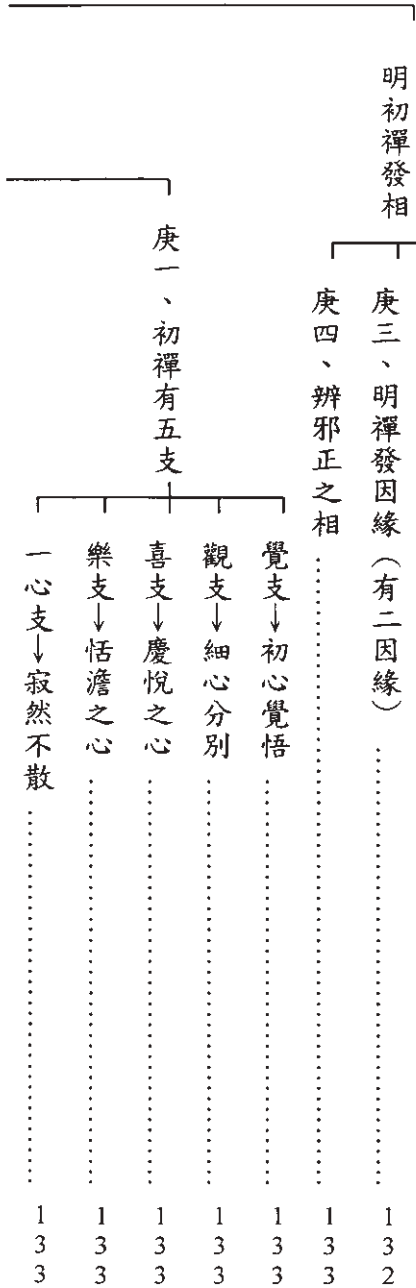 明初禪發相
庚三、明禪發因緣（有二因緣）……………………132
庚四、辨邪正之相……………………133
庚一、初禪有五支
覺支→初心覺悟……………………133
觀支→細心分別……………………133
喜支→慶悅之心……………………133
樂支→恬澹之心……………………133
一心支→寂然不散……………………133